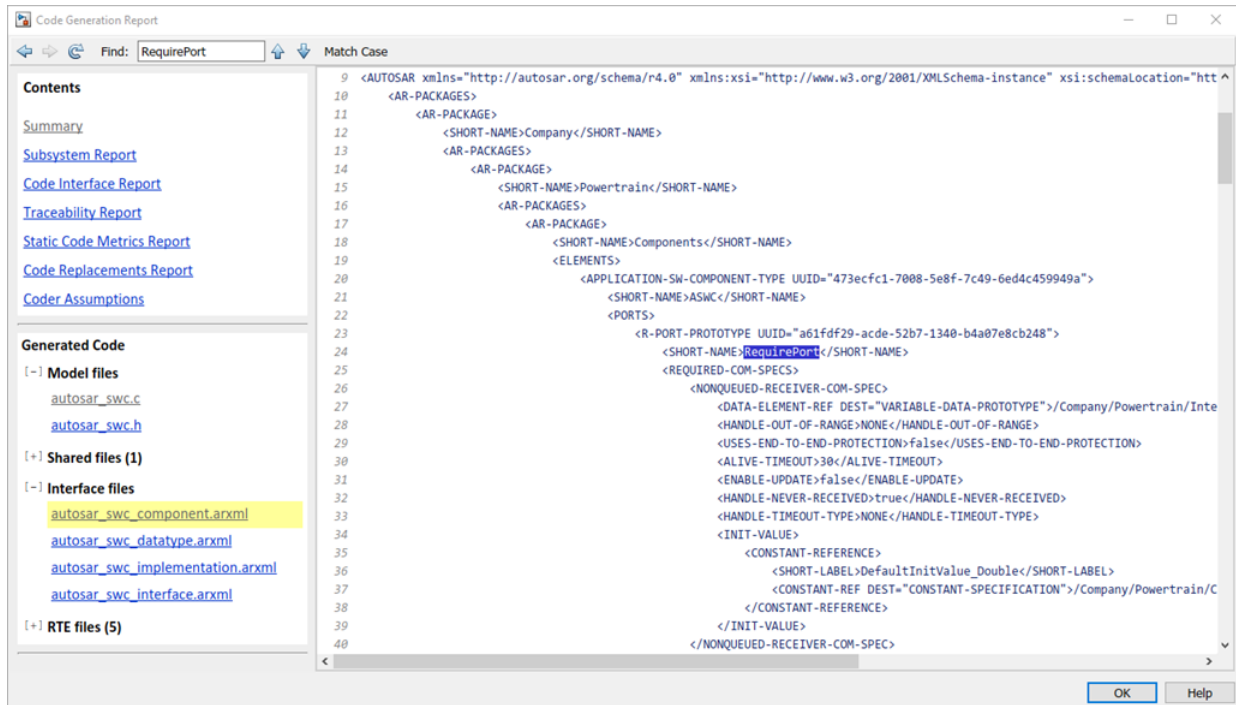 Code Generation Report
Find: RequirePort Match Case
Contents
Summary
Subsystem Report
Code Interface Report
Traceability Report
Static Code Metrics Report
Code Replacements Report
Coder Assumptions
Generated Code
[-] Model files
autosar_swc.c
autosar_swc.h
[+] Shared files (1)
[-] Interface files
autosar_swc_component.arxml
autosar_swc_datatype.arxml
autosar_swc_implementation.arxml
autosar_swc_interface.arxml
[+] RTE files (5)
9 <AUTOSAR xmlns="http://autosar.org/schema/r4.0" xmlns:xsi="http://www.w3.org/2001/XMLSchema-instance" xsi:schemaLocation="htt
10 <AR-PACKAGES>
11 <AR-PACKAGE>
12 <SHORT-NAME>Company</SHORT-NAME>
13 <AR-PACKAGES>
14 <AR-PACKAGE>
15 <SHORT-NAME>Powertrain</SHORT-NAME>
16 <AR-PACKAGES>
17 <AR-PACKAGE>
18 <SHORT-NAME>Components</SHORT-NAME>
19 <ELEMENTS>
20 <APPLICATION-SW-COMPONENT-TYPE UUID="473ecfc1-7008-5e8f-7c49-6ed4c459949a">
21 <SHORT-NAME>ASWC</SHORT-NAME>
22 <PORTS>
23 <R-PORT-PROTOTYPE UUID="a61fdf29-acde-52b7-1340-b4a07e8cb248">
24 <SHORT-NAME>RequirePort</SHORT-NAME>
25 <REQUIRED-COM-SPECS>
26 <NONQUEUED-RECEIVER-COM-SPEC>
27 <DATA-ELEMENT-REF DEST="VARIABLE-DATA-PROTOTYPE">/Company/Powertrain/Inte
28 <HANDLE-OUT-OF-RANGE>NONE</HANDLE-OUT-OF-RANGE>
29 <USES-END-TO-END-PROTECTION>false</USES-END-TO-END-PROTECTION>
30 <ALIVE-TIMEOUT>30</ALIVE-TIMEOUT>
31 <ENABLE-UPDATE>false</ENABLE-UPDATE>
32 <HANDLE-NEVER-RECEIVED>true</HANDLE-NEVER-RECEIVED>
33 <HANDLE-TIMEOUT-TYPE>NONE</HANDLE-TIMEOUT-TYPE>
34 <INIT-VALUE>
35 <CONSTANT-REFERENCE>
36 <SHORT-LABEL>DefaultInitValue_Double</SHORT-LABEL>
37 <CONSTANT-REF DEST="CONSTANT-SPECIFICATION">/Company/Powertrain/C
38 </CONSTANT-REFERENCE>
39 </INIT-VALUE>
40 </NONQUEUED-RECEIVER-COM-SPEC>
OK Help